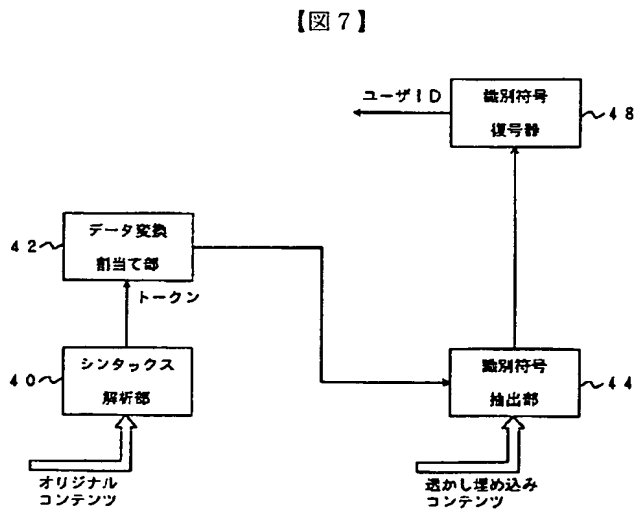 【図７】
ユーザＩＤ
識別符号
復号器
４８
４２
データ変換
割当て部
トークン
４０
シンタックス
解析部
識別符号
抽出部
４４
オリジナル
コンテンツ
透かし埋め込み
コンテンツ